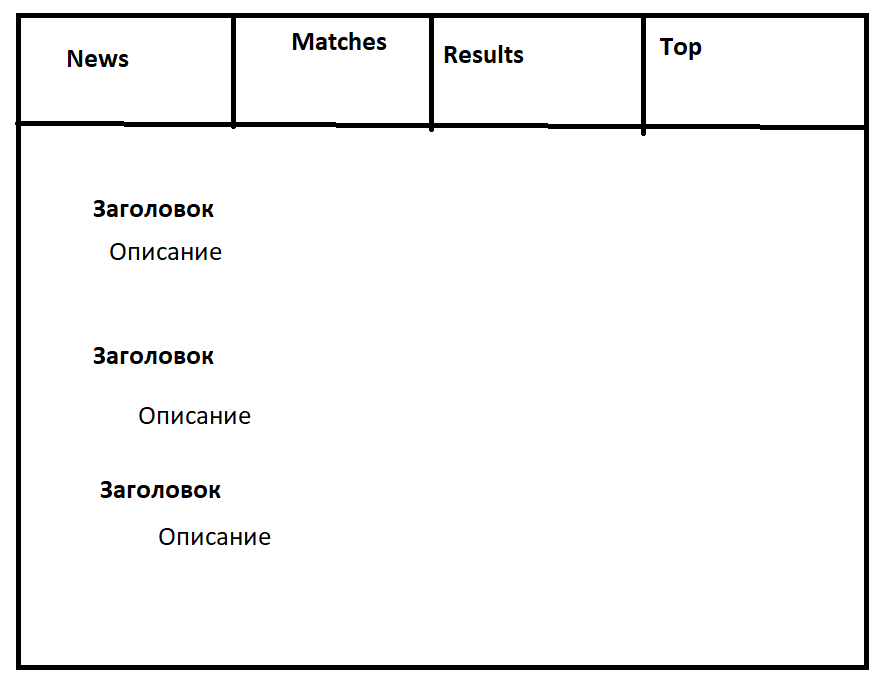 News
Matches
Results
Top
Заголовок
Описание
Заголовок
Описание
Заголовок
Описание